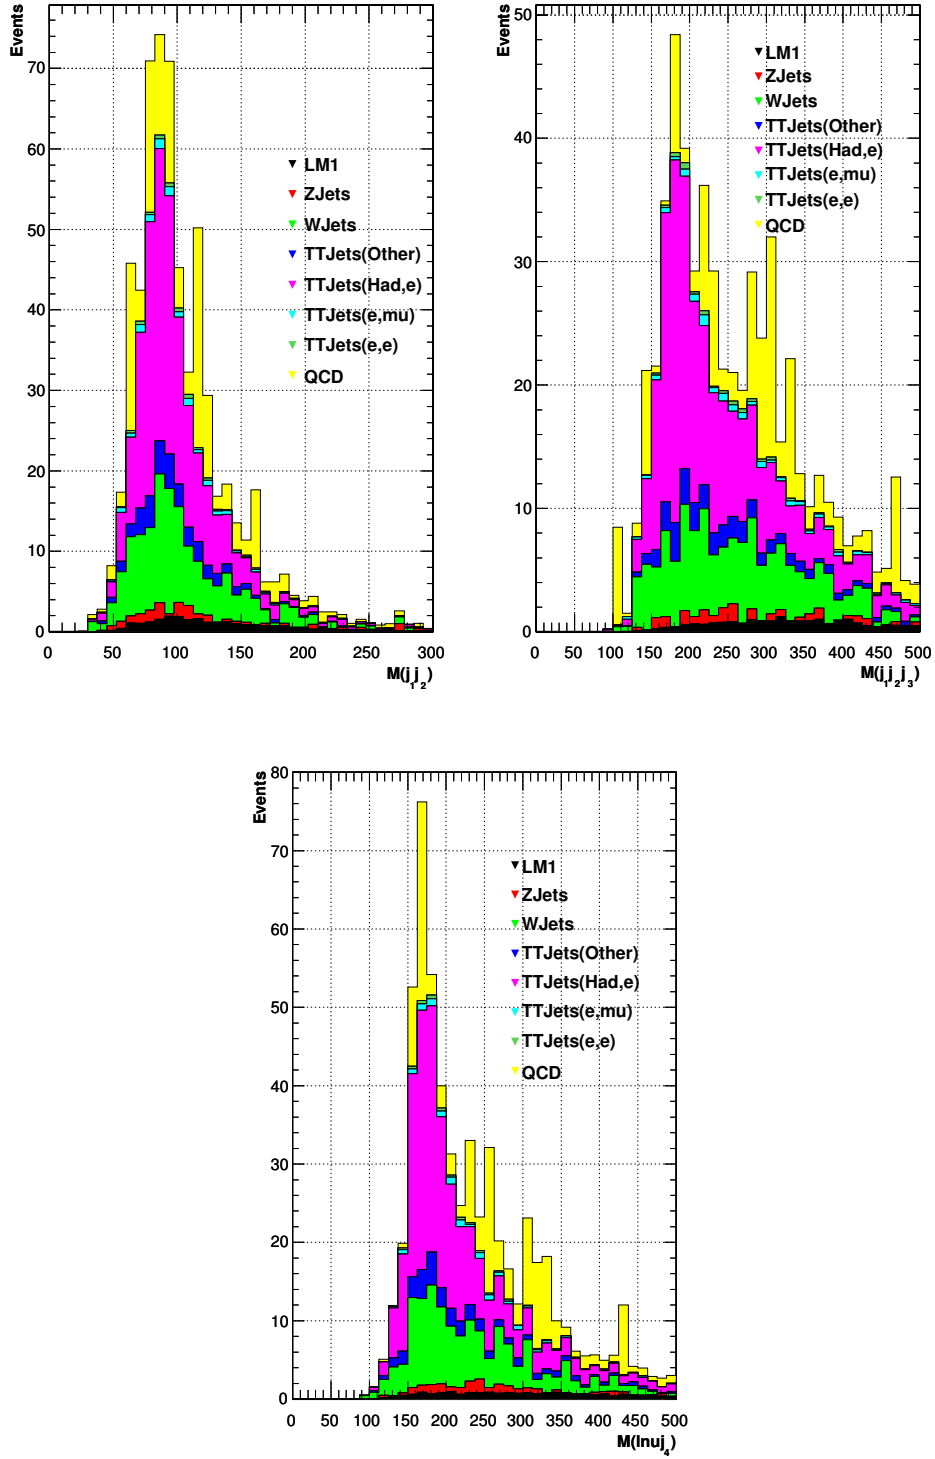 Events
70
60
50
40
30
20
10
0
LM1
ZJets
WJets
TTJets(Other)
TTJets(Had,e)
TTJets(e,mu)
TTJets(e,e)
QCD
0 50 100 150 200 250 300
M(j₁j₂)
Events
50
40
30
20
10
0
LM1
ZJets
WJets
TTJets(Other)
TTJets(Had,e)
TTJets(e,mu)
TTJets(e,e)
QCD
0 50 100 150 200 250 300 350 400 450 500
M(j₁j₂j₃)
Events
80
70
60
50
40
30
20
10
0
LM1
ZJets
WJets
TTJets(Other)
TTJets(Had,e)
TTJets(e,mu)
TTJets(e,e)
QCD
0 50 100 150 200 250 300 350 400 450 500
M(lnuj₄)